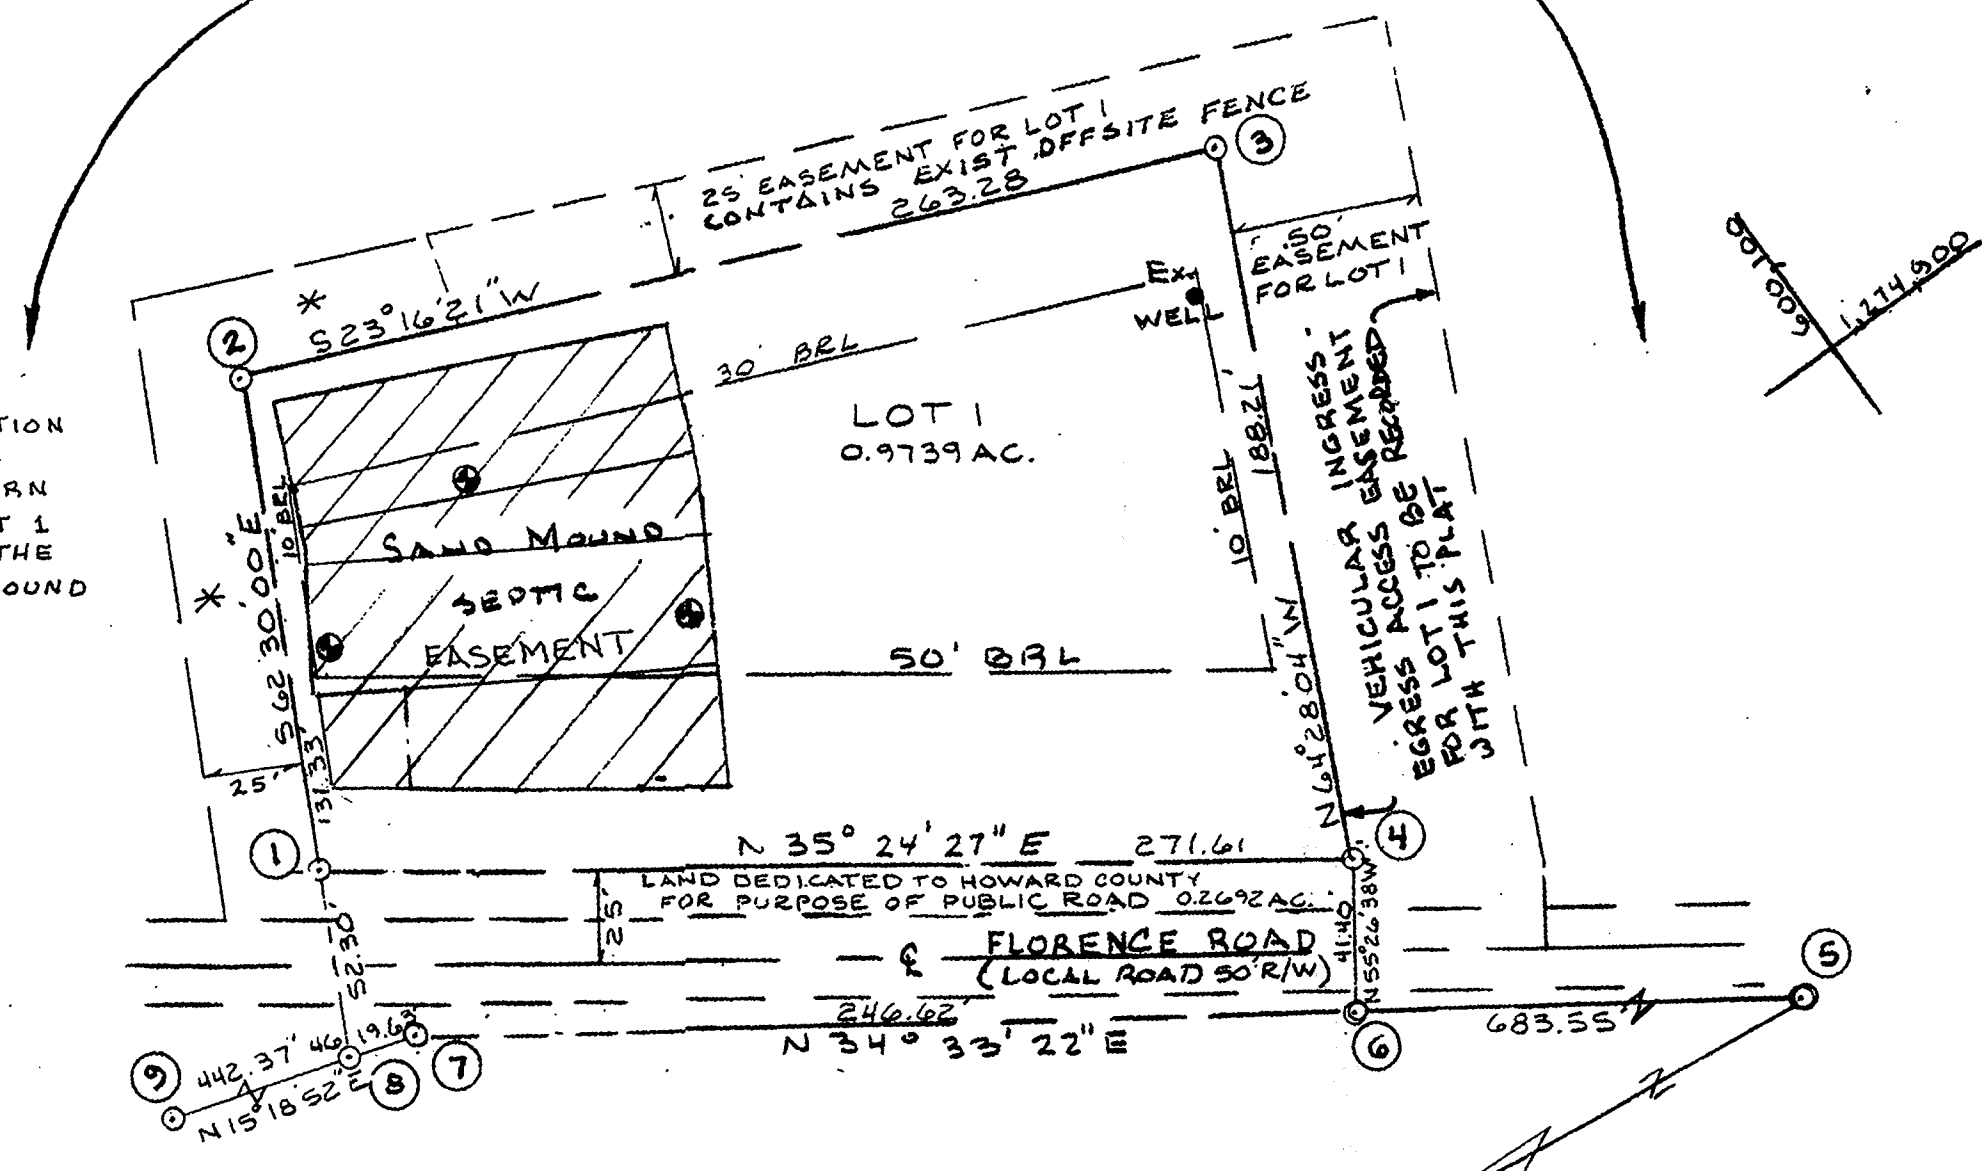 25' EASEMENT FOR LOT 1
CONTAINS EXIST OFFSITE FENCE
263.28
3
.50'
EASEMENT
FOR LOT 1
600,100
1,274,900
*
S23°16'21"W
2
Ex.
WELL
30' BRL
LOT 1
0.9739 AC.
TION
RN
T 1
THE
OUND
*
S 62 30'00"E
10' BRL
131.33'
25'
SAND MOUND
SEPTIC
EASEMENT
50' BRL
10' BRL
188.21'
N64°28'04"W
VEHICULAR INGRESS
EGRESS ACCESS EASEMENT
FOR LOT 1 TO BE RECORDED
WITH THIS PLAT
1
N 35° 24' 27" E 271.61
4
LAND DEDICATED TO HOWARD COUNTY
FOR PURPOSE OF PUBLIC ROAD 0.2692 AC.
25'
52.30'
41.40'
N55°26'38W
FLORENCE ROAD
(LOCAL ROAD 50' R/W)
5
246.62'
N 34° 33' 22" E
683.55'
6
19.63
7
8
9
442.37'
46
N15°18'52"E